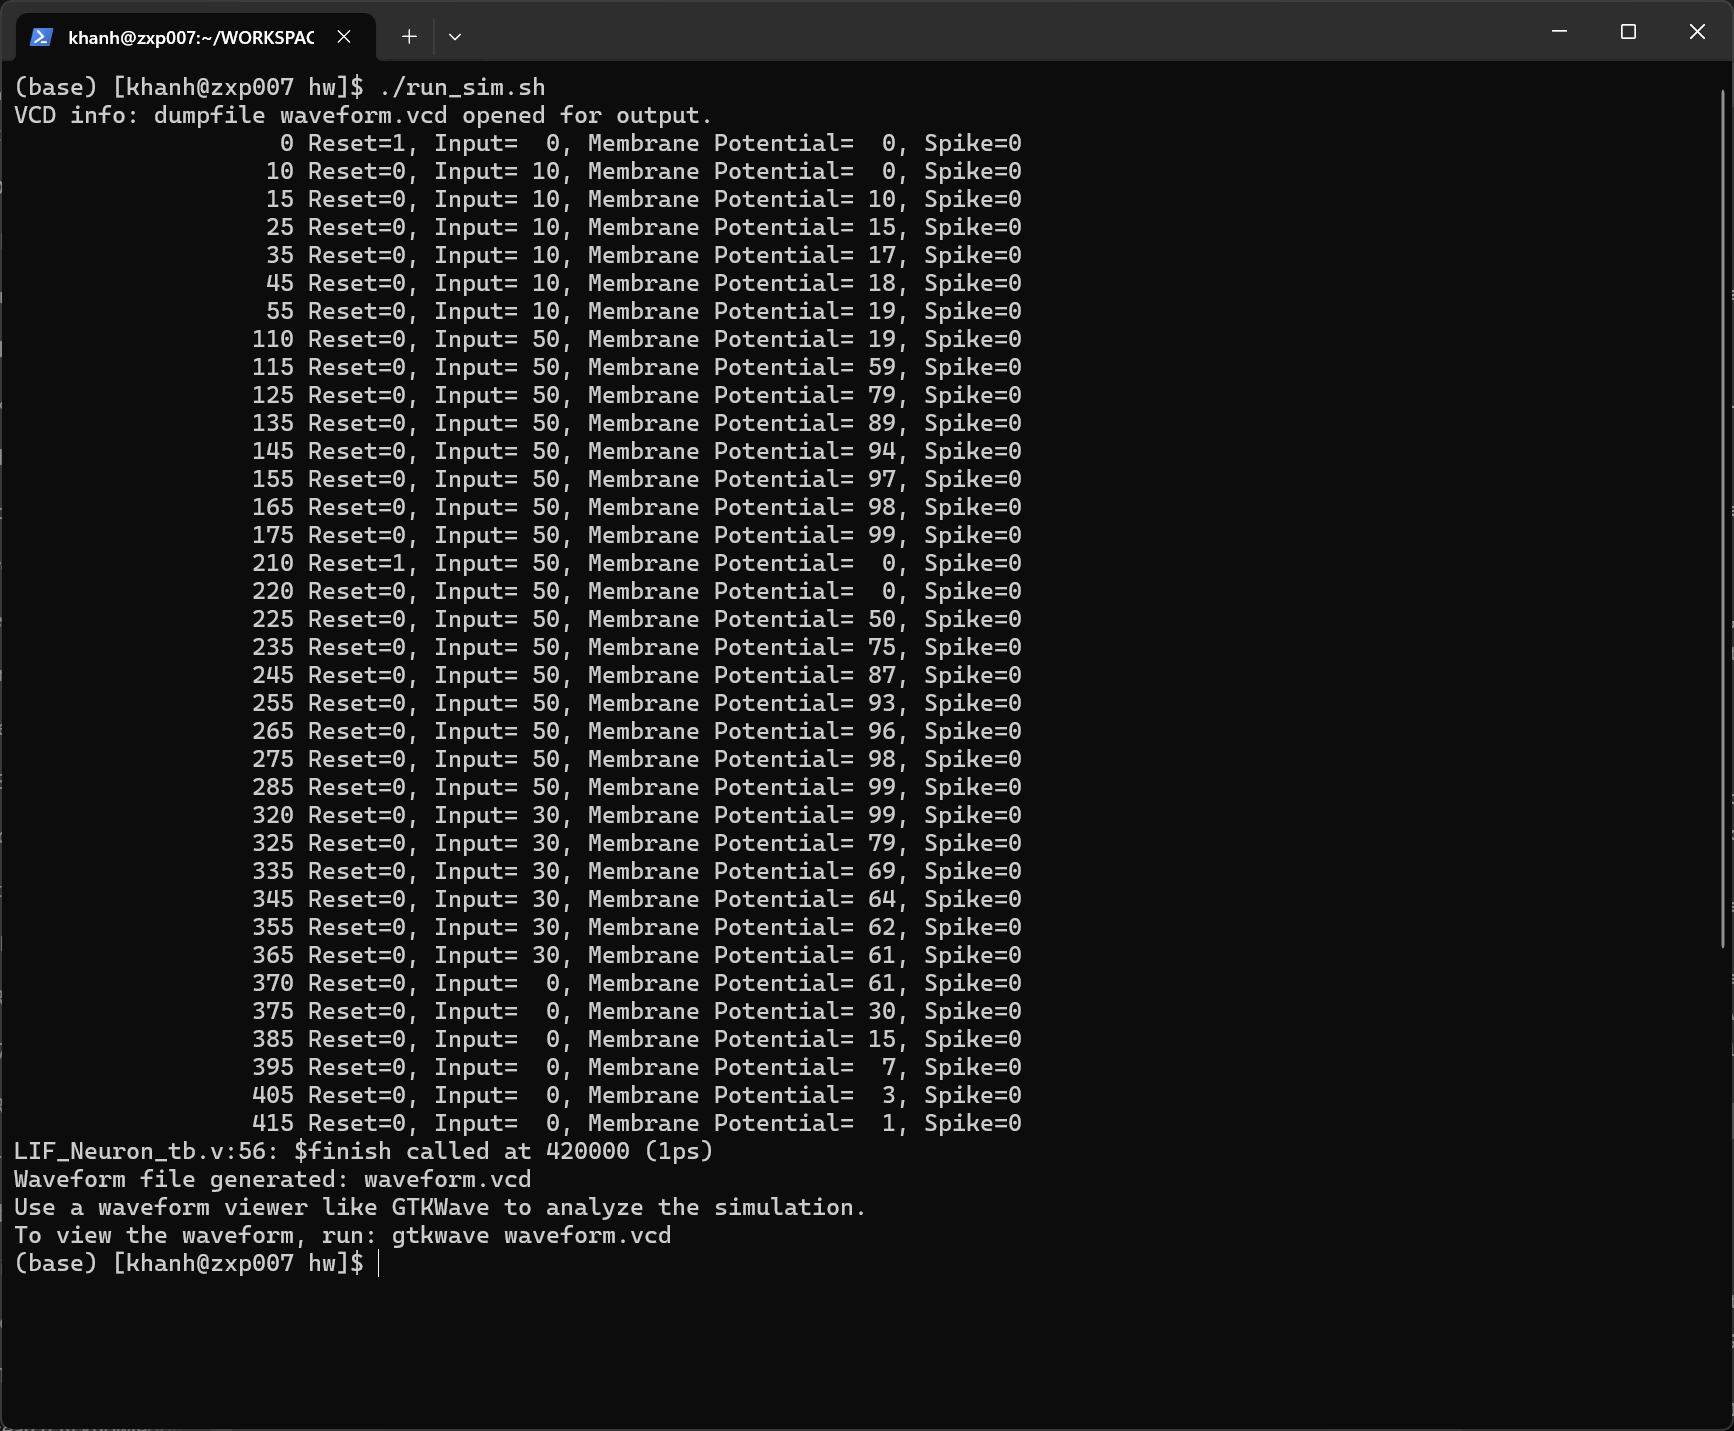 khanh@zxp007:~/WORKSPAC
(base) [khanh@zxp007 hw]$ ./run_sim.sh
VCD info: dumpfile waveform.vcd opened for output.
                   0 Reset=1, Input=  0, Membrane Potential=  0, Spike=0
                  10 Reset=0, Input= 10, Membrane Potential=  0, Spike=0
                  15 Reset=0, Input= 10, Membrane Potential= 10, Spike=0
                  25 Reset=0, Input= 10, Membrane Potential= 15, Spike=0
                  35 Reset=0, Input= 10, Membrane Potential= 17, Spike=0
                  45 Reset=0, Input= 10, Membrane Potential= 18, Spike=0
                  55 Reset=0, Input= 10, Membrane Potential= 19, Spike=0
                 110 Reset=0, Input= 50, Membrane Potential= 19, Spike=0
                 115 Reset=0, Input= 50, Membrane Potential= 59, Spike=0
                 125 Reset=0, Input= 50, Membrane Potential= 79, Spike=0
                 135 Reset=0, Input= 50, Membrane Potential= 89, Spike=0
                 145 Reset=0, Input= 50, Membrane Potential= 94, Spike=0
                 155 Reset=0, Input= 50, Membrane Potential= 97, Spike=0
                 165 Reset=0, Input= 50, Membrane Potential= 98, Spike=0
                 175 Reset=0, Input= 50, Membrane Potential= 99, Spike=0
                 210 Reset=1, Input= 50, Membrane Potential=  0, Spike=0
                 220 Reset=0, Input= 50, Membrane Potential=  0, Spike=0
                 225 Reset=0, Input= 50, Membrane Potential= 50, Spike=0
                 235 Reset=0, Input= 50, Membrane Potential= 75, Spike=0
                 245 Reset=0, Input= 50, Membrane Potential= 87, Spike=0
                 255 Reset=0, Input= 50, Membrane Potential= 93, Spike=0
                 265 Reset=0, Input= 50, Membrane Potential= 96, Spike=0
                 275 Reset=0, Input= 50, Membrane Potential= 98, Spike=0
                 285 Reset=0, Input= 50, Membrane Potential= 99, Spike=0
                 320 Reset=0, Input= 30, Membrane Potential= 99, Spike=0
                 325 Reset=0, Input= 30, Membrane Potential= 79, Spike=0
                 335 Reset=0, Input= 30, Membrane Potential= 69, Spike=0
                 345 Reset=0, Input= 30, Membrane Potential= 64, Spike=0
                 355 Reset=0, Input= 30, Membrane Potential= 62, Spike=0
                 365 Reset=0, Input= 30, Membrane Potential= 61, Spike=0
                 370 Reset=0, Input=  0, Membrane Potential= 61, Spike=0
                 375 Reset=0, Input=  0, Membrane Potential= 30, Spike=0
                 385 Reset=0, Input=  0, Membrane Potential= 15, Spike=0
                 395 Reset=0, Input=  0, Membrane Potential=  7, Spike=0
                 405 Reset=0, Input=  0, Membrane Potential=  3, Spike=0
                 415 Reset=0, Input=  0, Membrane Potential=  1, Spike=0
LIF_Neuron_tb.v:56: $finish called at 420000 (1ps)
Waveform file generated: waveform.vcd
Use a waveform viewer like GTKWave to analyze the simulation.
To view the waveform, run: gtkwave waveform.vcd
(base) [khanh@zxp007 hw]$